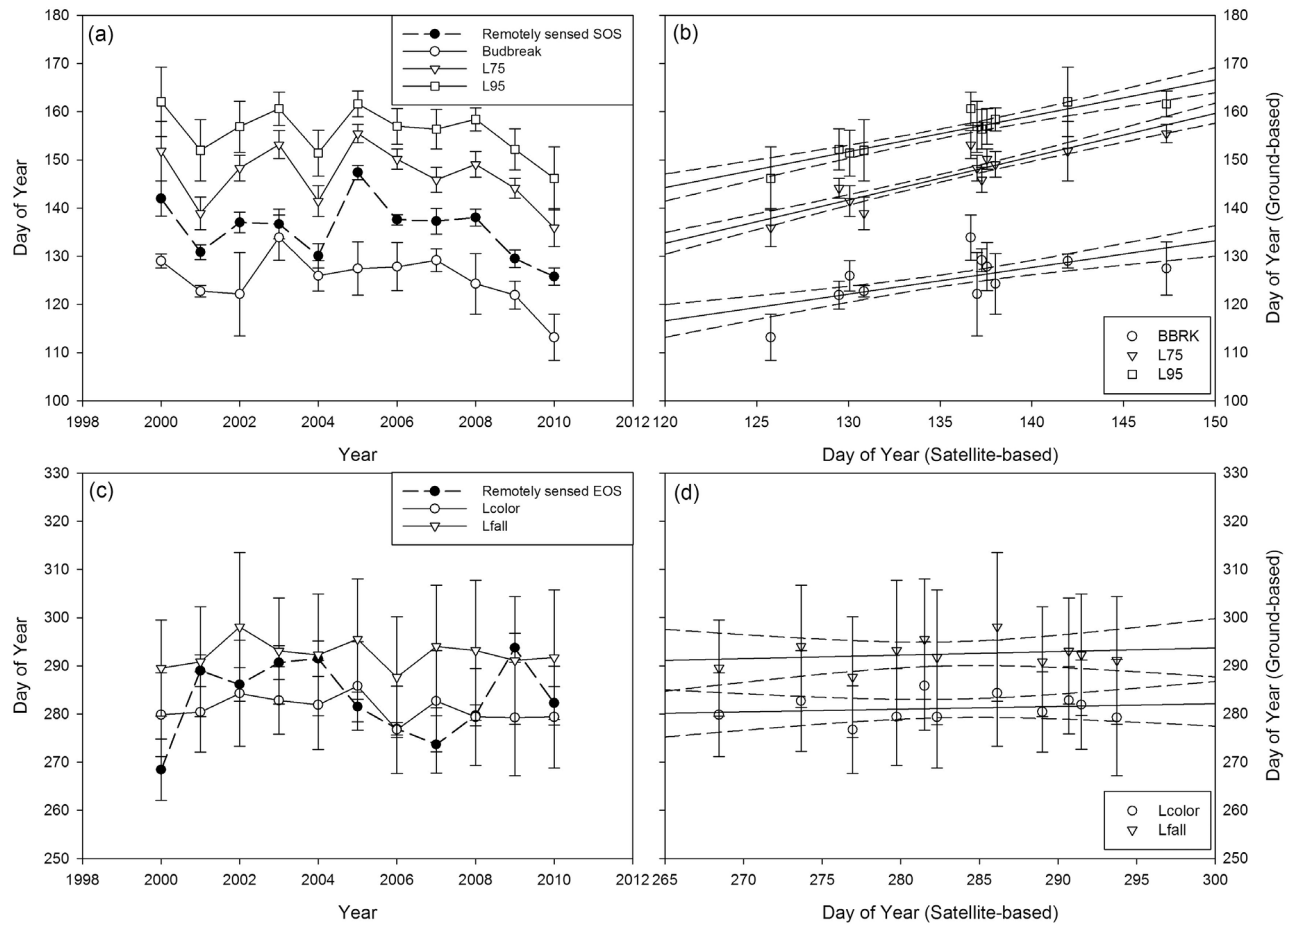 (a)
Remotely sensed SOS
Budbreak
L75
L95
180
170
160
150
140
130
120
110
100
Day of Year
1998 2000 2002 2004 2006 2008 2010 2012
Year
(b)
BBRK
L75
L95
180
170
160
150
140
130
120
110
100
Day of Year (Ground-based)
120 125 130 135 140 145 150
Day of Year (Satellite-based)
(c)
Remotely sensed EOS
Lcolor
Lfall
330
320
310
300
290
280
270
260
250
Day of Year
1998 2000 2002 2004 2006 2008 2010 2012
Year
(d)
Lcolor
Lfall
330
320
310
300
290
280
270
260
250
Day of Year (Ground-based)
265 270 275 280 285 290 295 300
Day of Year (Satellite-based)